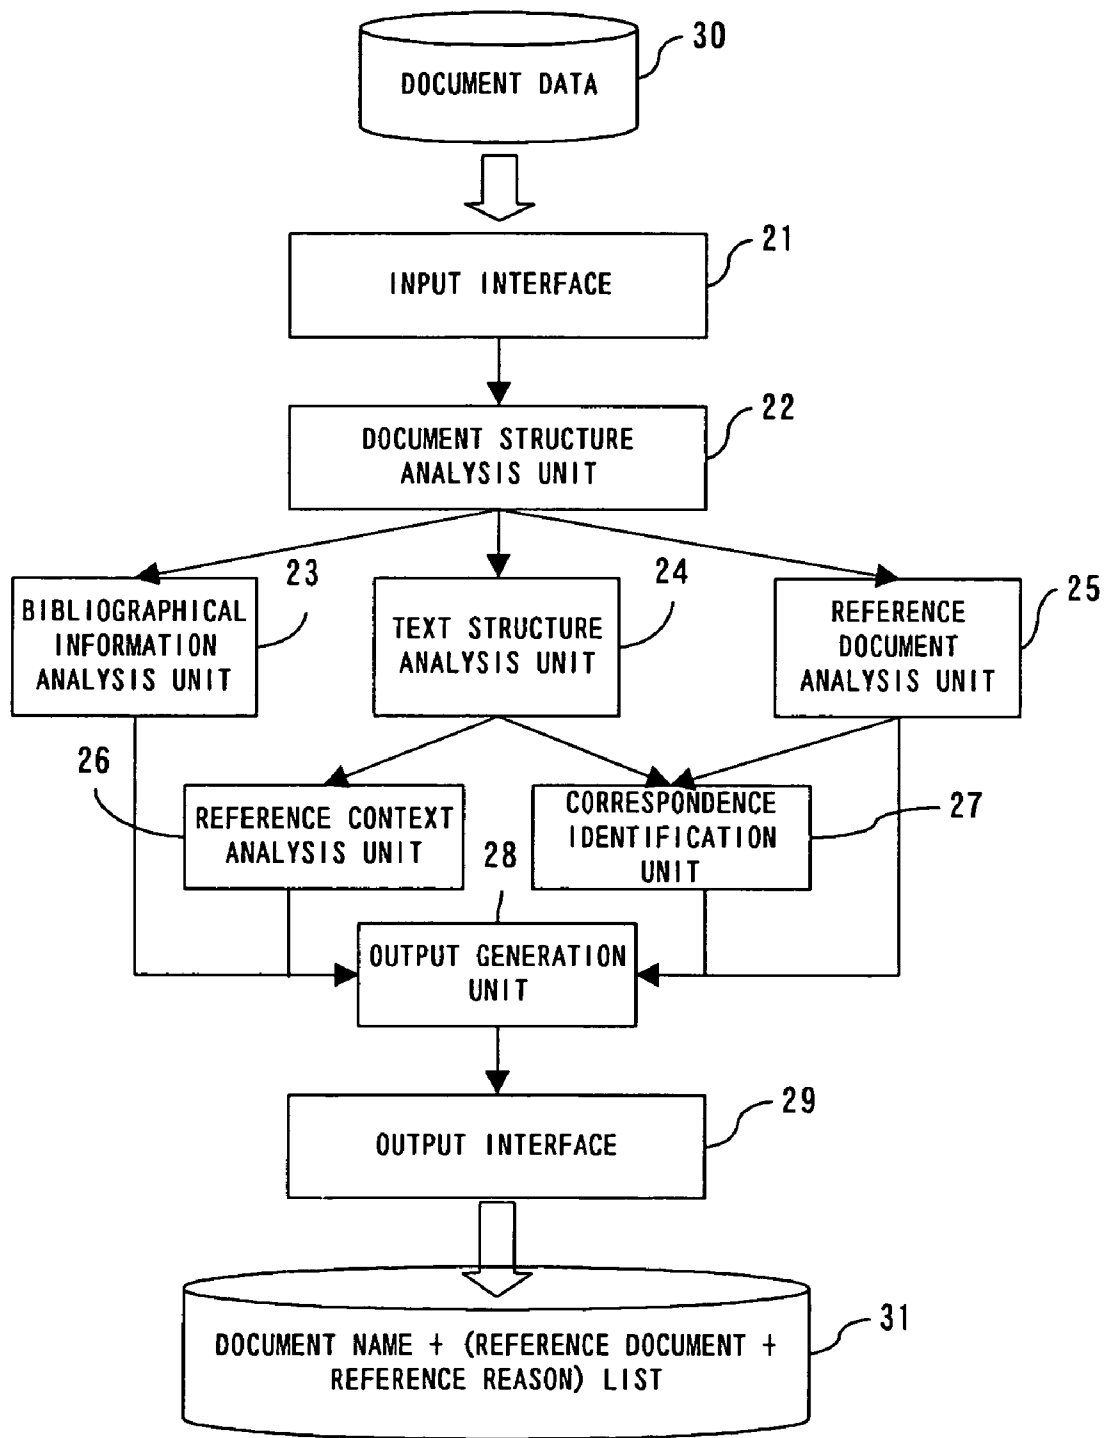 30
DOCUMENT DATA
21
INPUT INTERFACE
22
DOCUMENT STRUCTURE
ANALYSIS UNIT
23
24
25
BIBLIOGRAPHICAL
INFORMATION
ANALYSIS UNIT
TEXT STRUCTURE
ANALYSIS UNIT
REFERENCE
DOCUMENT
ANALYSIS UNIT
26
REFERENCE CONTEXT
ANALYSIS UNIT
CORRESPONDENCE
IDENTIFICATION
UNIT
27
28
OUTPUT GENERATION
UNIT
29
OUTPUT INTERFACE
31
DOCUMENT NAME + (REFERENCE DOCUMENT +
REFERENCE REASON) LIST